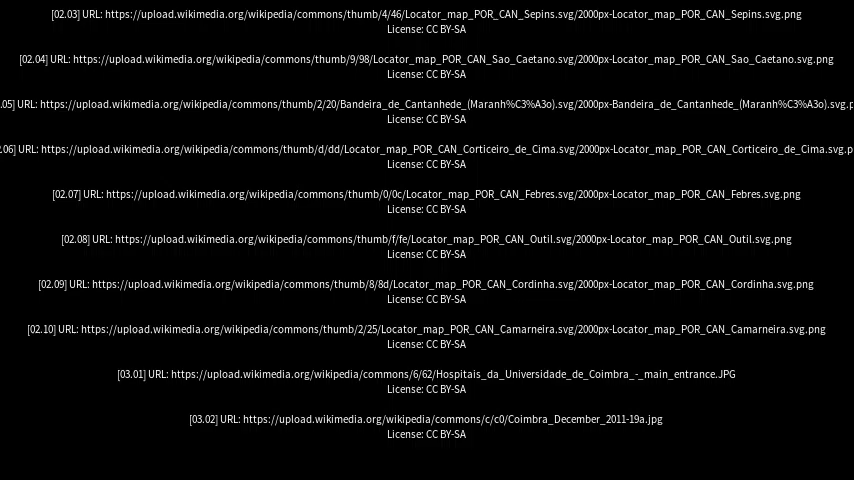 [02.03] URL: https://upload.wikimedia.org/wikipedia/commons/thumb/4/46/Locator_map_POR_CAN_Sepins.svg/2000px-Locator_map_POR_CAN_Sepins.svg.png
License: CC BY-SA
[02.04] URL: https://upload.wikimedia.org/wikipedia/commons/thumb/9/98/Locator_map_POR_CAN_Sao_Caetano.svg/2000px-Locator_map_POR_CAN_Sao_Caetano.svg.png
License: CC BY-SA
.05] URL: https://upload.wikimedia.org/wikipedia/commons/thumb/2/20/Bandeira_de_Cantanhede_(Maranh%C3%A3o).svg/2000px-Bandeira_de_Cantanhede_(Maranh%C3%A3o).svg.p
License: CC BY-SA
.06] URL: https://upload.wikimedia.org/wikipedia/commons/thumb/d/dd/Locator_map_POR_CAN_Corticeiro_de_Cima.svg/2000px-Locator_map_POR_CAN_Corticeiro_de_Cima.svg.p
License: CC BY-SA
[02.07] URL: https://upload.wikimedia.org/wikipedia/commons/thumb/0/0c/Locator_map_POR_CAN_Febres.svg/2000px-Locator_map_POR_CAN_Febres.svg.png
License: CC BY-SA
[02.08] URL: https://upload.wikimedia.org/wikipedia/commons/thumb/f/fe/Locator_map_POR_CAN_Outil.svg/2000px-Locator_map_POR_CAN_Outil.svg.png
License: CC BY-SA
[02.09] URL: https://upload.wikimedia.org/wikipedia/commons/thumb/8/8d/Locator_map_POR_CAN_Cordinha.svg/2000px-Locator_map_POR_CAN_Cordinha.svg.png
License: CC BY-SA
[02.10] URL: https://upload.wikimedia.org/wikipedia/commons/thumb/2/25/Locator_map_POR_CAN_Camarneira.svg/2000px-Locator_map_POR_CAN_Camarneira.svg.png
License: CC BY-SA
[03.01] URL: https://upload.wikimedia.org/wikipedia/commons/6/62/Hospitais_da_Universidade_de_Coimbra_-_main_entrance.JPG
License: CC BY-SA
[03.02] URL: https://upload.wikimedia.org/wikipedia/commons/c/c0/Coimbra_December_2011-19a.jpg
License: CC BY-SA